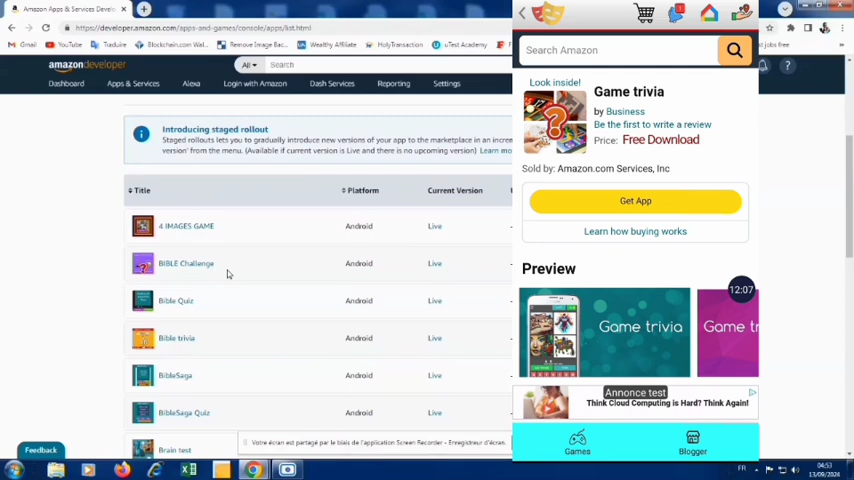 Amazon Apps & Services Devel
https://developer.amazon.com/apps-and-games/console/apps/list.html
Gmail YouTube Traduire Blockchain.com Wal... Remove Image Bac... Wealthy Affiliate HolyTransaction uTest Academy
jobs free
amazondeveloper
All Search
Dashboard Apps & Services Alexa Login with Amazon Dash Services Reporting Settings
Introducing staged rollout
Staged rollouts lets you to gradually introduce new versions of your app to the marketplace in an increm
version' from the menu. (Available if current version is Live and there is no upcoming version) Learn mo
Title Platform Current Version
4 IMAGES GAME Android Live
BIBLE Challenge Android Live
Bible Quiz Android Live
Bible trivia Android Live
BibleSaga Android Live
BibleSaga Quiz Android Live
Brain test
Feedback
Votre écran est partagé par le biais de l'application Screen Recorder – Enregistreur d'écran.
1
Search Amazon
Look inside!
Game trivia
by Business
Be the first to write a review
Price: Free Download
Sold by: Amazon.com Services, Inc
Get App
Learn how buying works
Preview
12:07
Game trivia
Game tri
Annonce test
Think Cloud Computing is Hard? Think Again!
Games
Blogger
FR
04:53
13/09/2024